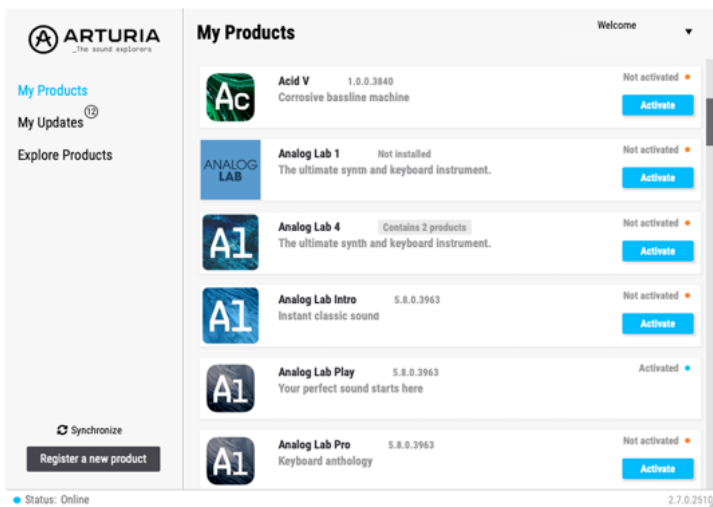 ARTURIA
_The sound explorers
My Products
Welcome
My Products
My Updates
12
Explore Products
Ac
Acid V 1.0.0.3840
Corrosive bassline machine
Not activated
Activate
ANALOG
LAB
Analog Lab 1 Not installed
The ultimate synth and keyboard instrument.
Not activated
Activate
Al
Analog Lab 4 Contains 2 products
The ultimate synth and keyboard instrument.
Not activated
Activate
Al
Analog Lab Intro 5.8.0.3963
Instant classic sound
Not activated
Activate
Al
Analog Lab Play 5.8.0.3963
Your perfect sound starts here
Activated
Al
Analog Lab Pro 5.8.0.3963
Keyboard anthology
Not activated
Activate
Synchronize
Register a new product
Status: Online
2.7.0.2510